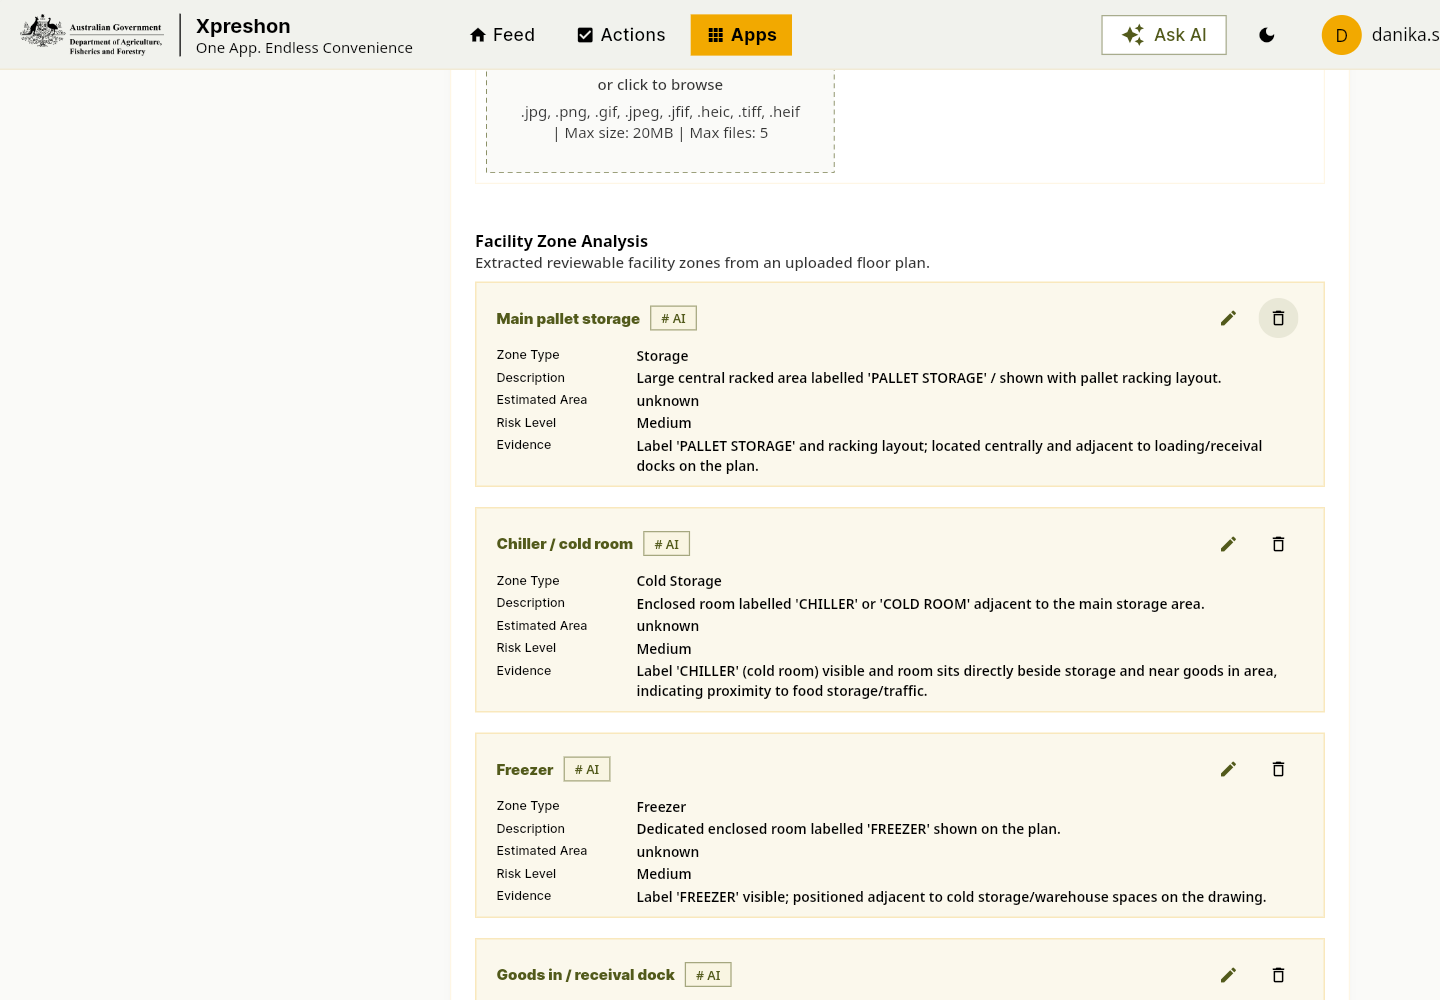 Australian Government
Department of Agriculture,
Fisheries and Forestry
Xpreshon
One App. Endless Convenience
Feed
Actions
Apps
Ask AI
D
danika.s
or click to browse
.jpg, .png, .gif, .jpeg, .jfif, .heic, .tiff, .heif
| Max size: 20MB | Max files: 5
Facility Zone Analysis
Extracted reviewable facility zones from an uploaded floor plan.
Main pallet storage
# AI
Zone Type
Storage
Description
Large central racked area labelled 'PALLET STORAGE' / shown with pallet racking layout.
Estimated Area
unknown
Risk Level
Medium
Evidence
Label 'PALLET STORAGE' and racking layout; located centrally and adjacent to loading/receival
docks on the plan.
Chiller / cold room
# AI
Zone Type
Cold Storage
Description
Enclosed room labelled 'CHILLER' or 'COLD ROOM' adjacent to the main storage area.
Estimated Area
unknown
Risk Level
Medium
Evidence
Label 'CHILLER' (cold room) visible and room sits directly beside storage and near goods in area,
indicating proximity to food storage/traffic.
Freezer
# AI
Zone Type
Freezer
Description
Dedicated enclosed room labelled 'FREEZER' shown on the plan.
Estimated Area
unknown
Risk Level
Medium
Evidence
Label 'FREEZER' visible; positioned adjacent to cold storage/warehouse spaces on the drawing.
Goods in / receival dock
# AI